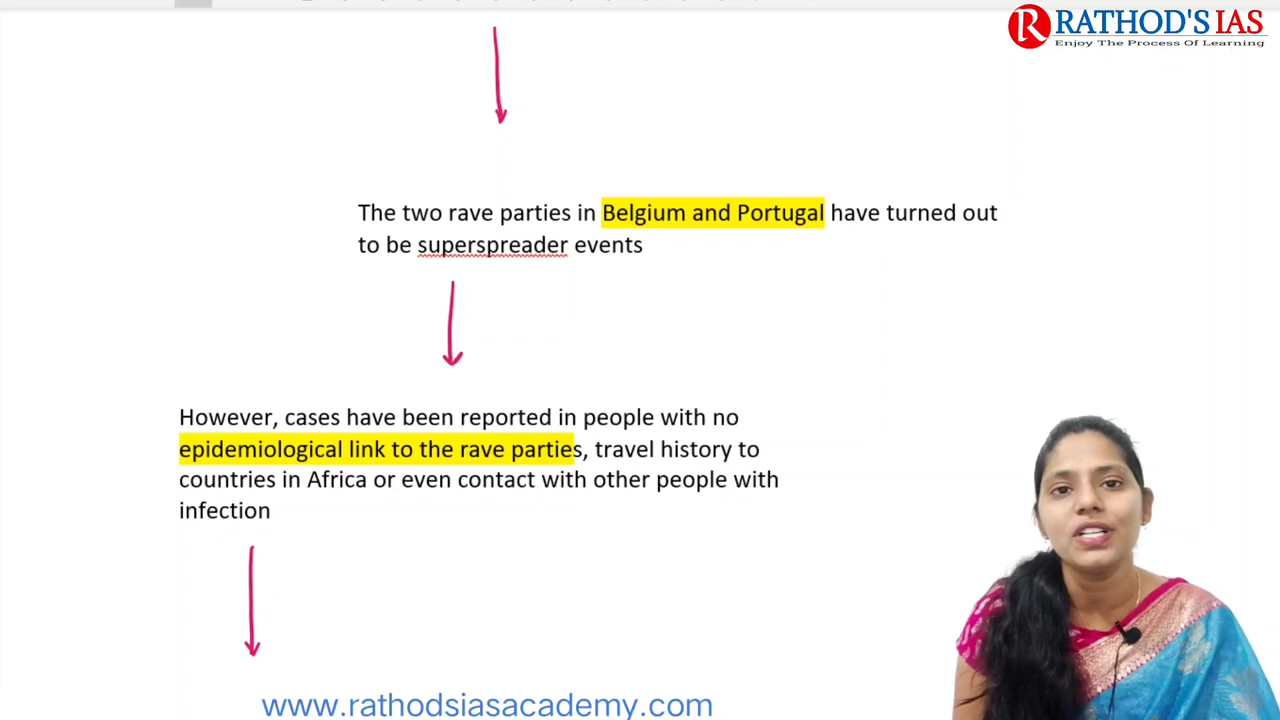 RATHOD'S IAS
Enjoy The Process Of Learning
The two rave parties in Belgium and Portugal have turned out
to be superspreader events
However, cases have been reported in people with no
epidemiological link to the rave parties, travel history to
countries in Africa or even contact with other people with
infection
www.rathodsiasacademy.com